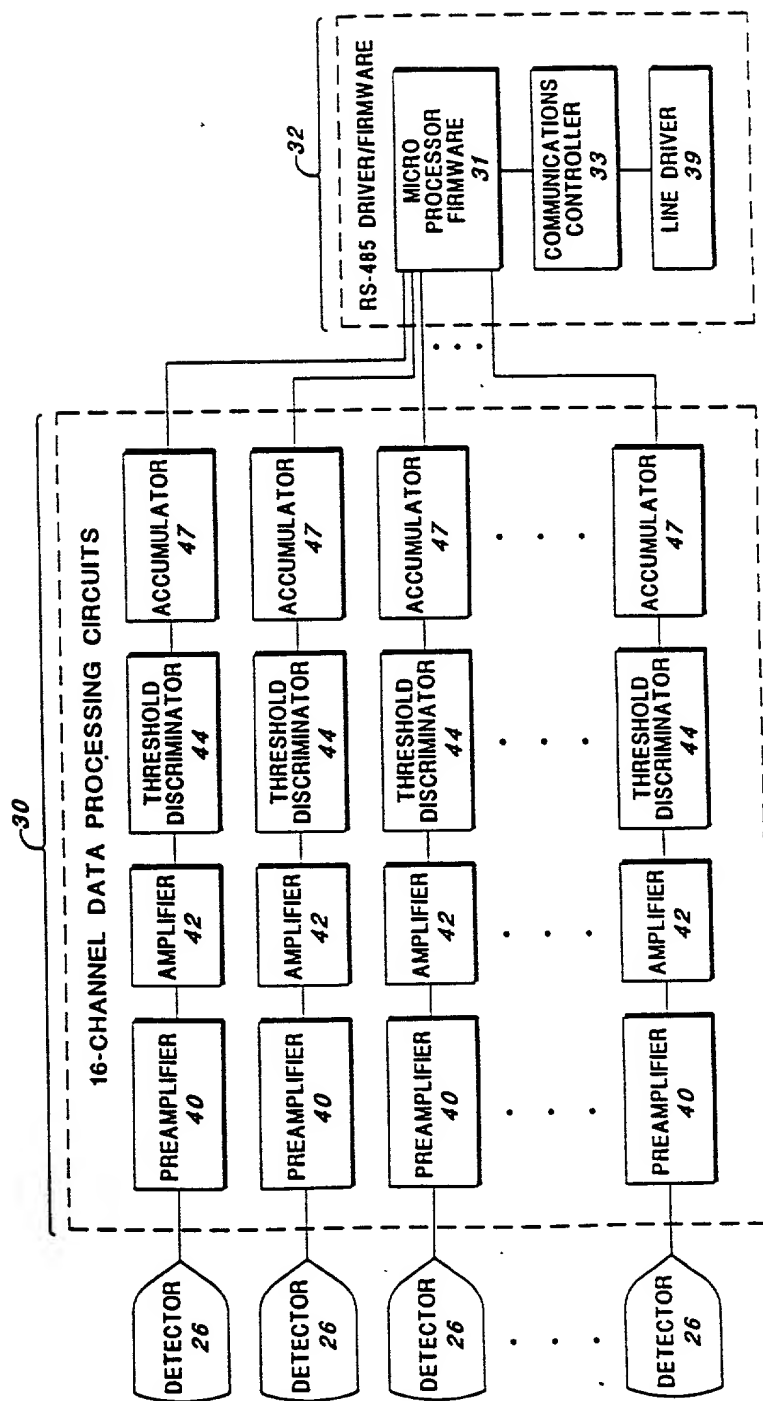 30
32
16-CHANNEL DATA PROCESSING CIRCUITS
RS-485 DRIVER/FIRMWARE
DETECTOR
26
PREAMPLIFIER
40
AMPLIFIER
42
THRESHOLD
DISCRIMINATOR
44
ACCUMULATOR
47
DETECTOR
26
PREAMPLIFIER
40
AMPLIFIER
42
THRESHOLD
DISCRIMINATOR
44
ACCUMULATOR
47
DETECTOR
26
PREAMPLIFIER
40
AMPLIFIER
42
THRESHOLD
DISCRIMINATOR
44
ACCUMULATOR
47
DETECTOR
26
PREAMPLIFIER
40
AMPLIFIER
42
THRESHOLD
DISCRIMINATOR
44
ACCUMULATOR
47
MICRO
PROCESSOR
FIRMWARE
31
COMMUNICATIONS
CONTROLLER
33
LINE DRIVER
39